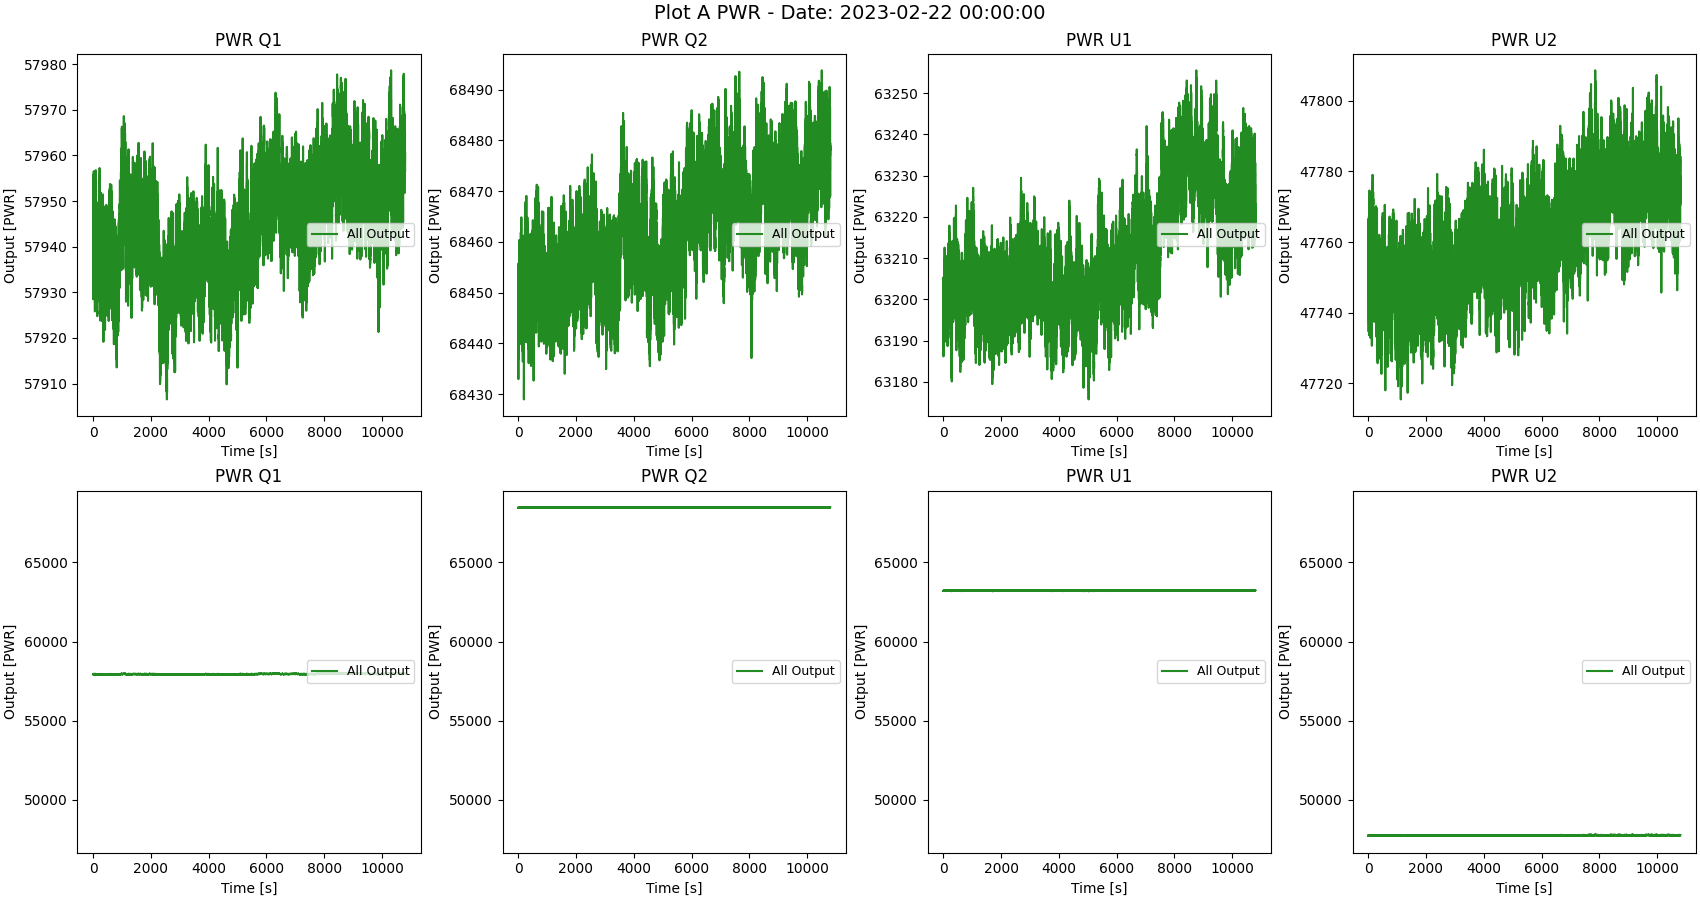 Plot A PWR - Date: 2023-02-22 00:00:00
PWR Q1
57980
57970
57960
57950
57940
57930
57920
57910
Output [PWR]
All Output
0 2000 4000 6000 8000 10000
Time [s]
PWR Q2
68490
68480
68470
68460
68450
68440
68430
Output [PWR]
All Output
0 2000 4000 6000 8000 10000
Time [s]
PWR U1
63250
63240
63230
63220
63210
63200
63190
63180
Output [PWR]
All Output
0 2000 4000 6000 8000 10000
Time [s]
PWR U2
47800
47780
47760
47740
47720
Output [PWR]
All Output
0 2000 4000 6000 8000 10000
Time [s]
PWR Q1
65000
60000
55000
50000
Output [PWR]
All Output
0 2000 4000 6000 8000 10000
Time [s]
PWR Q2
65000
60000
55000
50000
Output [PWR]
All Output
0 2000 4000 6000 8000 10000
Time [s]
PWR U1
65000
60000
55000
50000
Output [PWR]
All Output
0 2000 4000 6000 8000 10000
Time [s]
PWR U2
65000
60000
55000
50000
Output [PWR]
All Output
0 2000 4000 6000 8000 10000
Time [s]